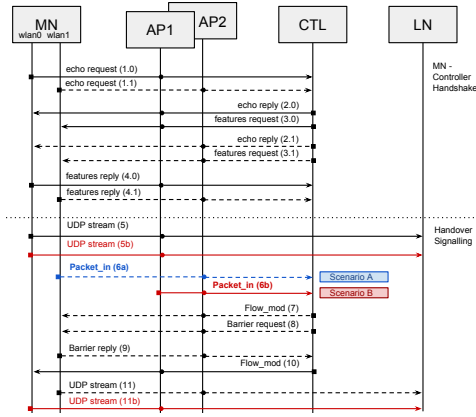 MN
wlan0 wlan1
AP1
AP2
CTL
LN
echo request (1.0)
echo request (1.1)
MN -
Controller
Handshake
echo reply (2.0)
features request (3.0)
echo reply (2.1)
features request (3.1)
features reply (4.0)
features reply (4.1)
UDP stream (5)
Handover
Signalling
UDP stream (5b)
Packet_in (6a)
Scenario A
Packet_in (6b)
Scenario B
Flow_mod (7)
Barrier request (8)
Barrier reply (9)
Flow_mod (10)
UDP stream (11)
UDP stream (11b)